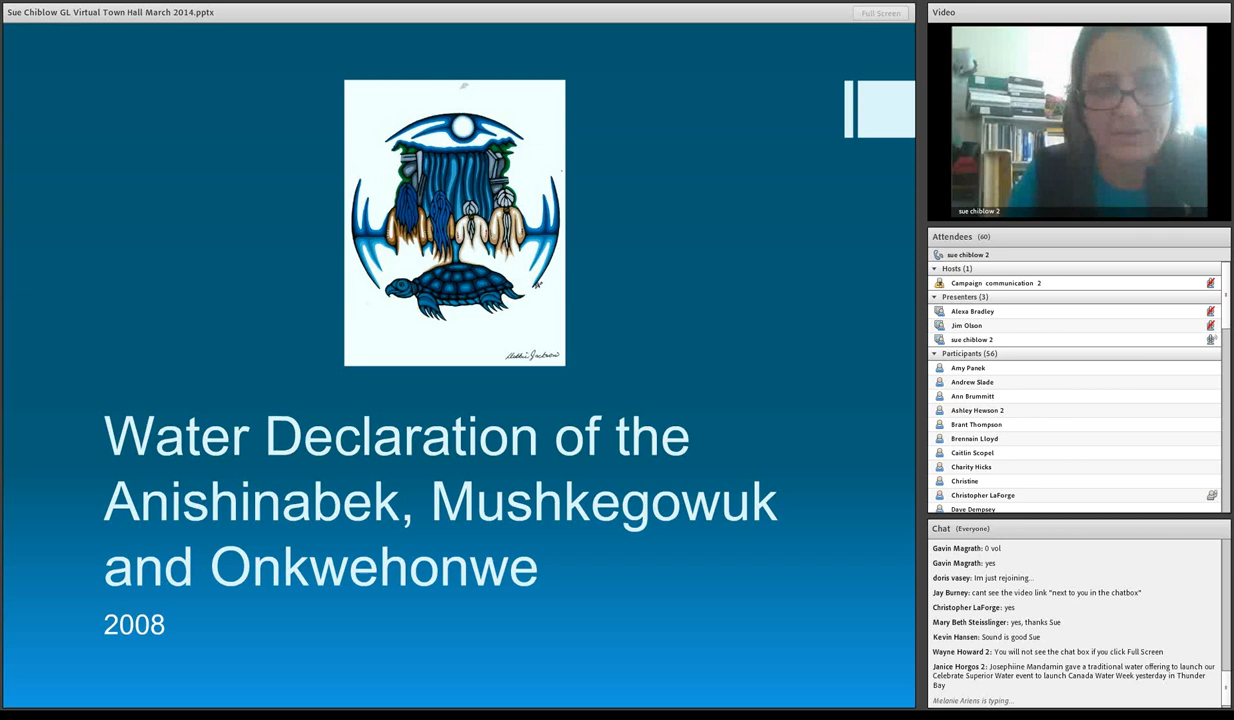 Sue Chiblow GL Virtual Town Hall March 2014.pptx
Full Screen
Water Declaration of the
Anishinabek, Mushkegowuk
and Onkwehonwe
2008
Video
sue chiblow 2
Attendees (60)
sue chiblow 2
Hosts (1)
Campaign communication 2
Presenters (3)
Alexa Bradley
Jim Olson
sue chiblow 2
Participants (56)
Amy Panek
Andrew Slade
Ann Brummitt
Ashley Hewson 2
Brant Thompson
Brennain Lloyd
Caitlin Scopel
Charity Hicks
Christine
Christopher LaForge
Dave Dempsey
Chat (Everyone)
Gavin Magrath: 0 vol
Gavin Magrath: yes
doris vasey: Im just rejoining...
Jay Burney: cant see the video link "next to you in the chatbox"
Christopher LaForge: yes
Mary Beth Steisslinger: yes, thanks Sue
Kevin Hansen: Sound is good Sue
Wayne Howard 2: You will not see the chat box if you click Full Screen
Janice Horgos 2: Josephiine Mandamin gave a traditional water offering to launch our
Celebrate Superior Water event to launch Canada Water Week yesterday in Thunder
Bay
Melanie Ariens is typing...